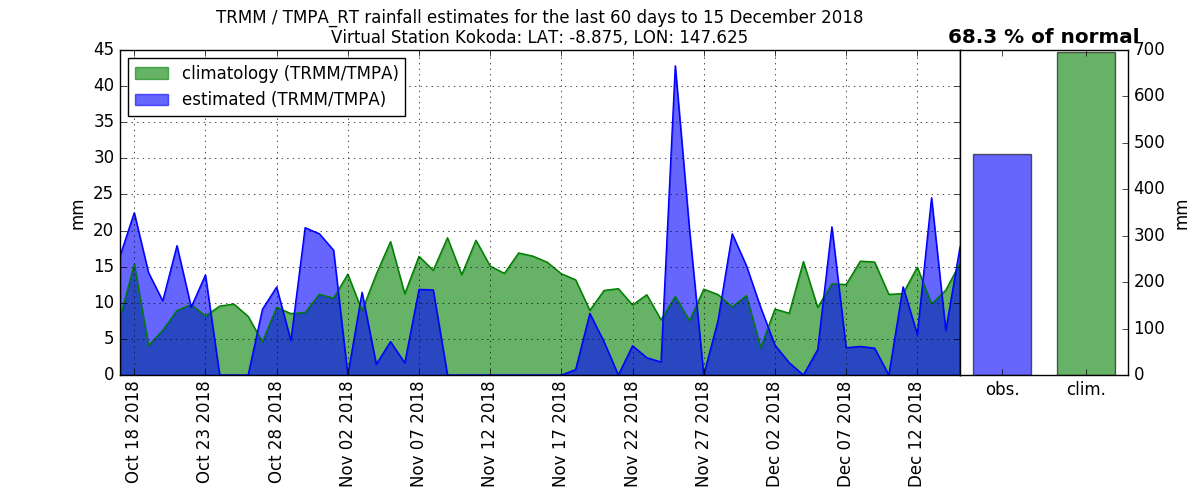 TRMM / TMPA_RT rainfall estimates for the last 60 days to 15 December 2018
Virtual Station Kokoda: LAT: -8.875, LON: 147.625
68.3 % of normal
climatology (TRMM/TMPA)
estimated (TRMM/TMPA)
45
40
35
30
25
20
15
10
5
0
mm
Oct 18 2018
Oct 23 2018
Oct 28 2018
Nov 02 2018
Nov 07 2018
Nov 12 2018
Nov 17 2018
Nov 22 2018
Nov 27 2018
Dec 02 2018
Dec 07 2018
Dec 12 2018
obs.
clim.
700
600
500
400
300
200
100
0
mm